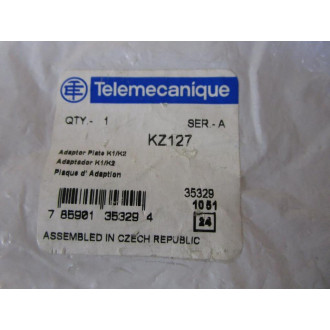 Telemecanique
QTY.- 1 SER.- A
KZ127
Adaptor Plate K1/K2
Adaptador K1/K2
Plaque d' Adaption
35329
1051
7 85901 35329 4
24
ASSEMBLED IN CZECH REPUBLIC